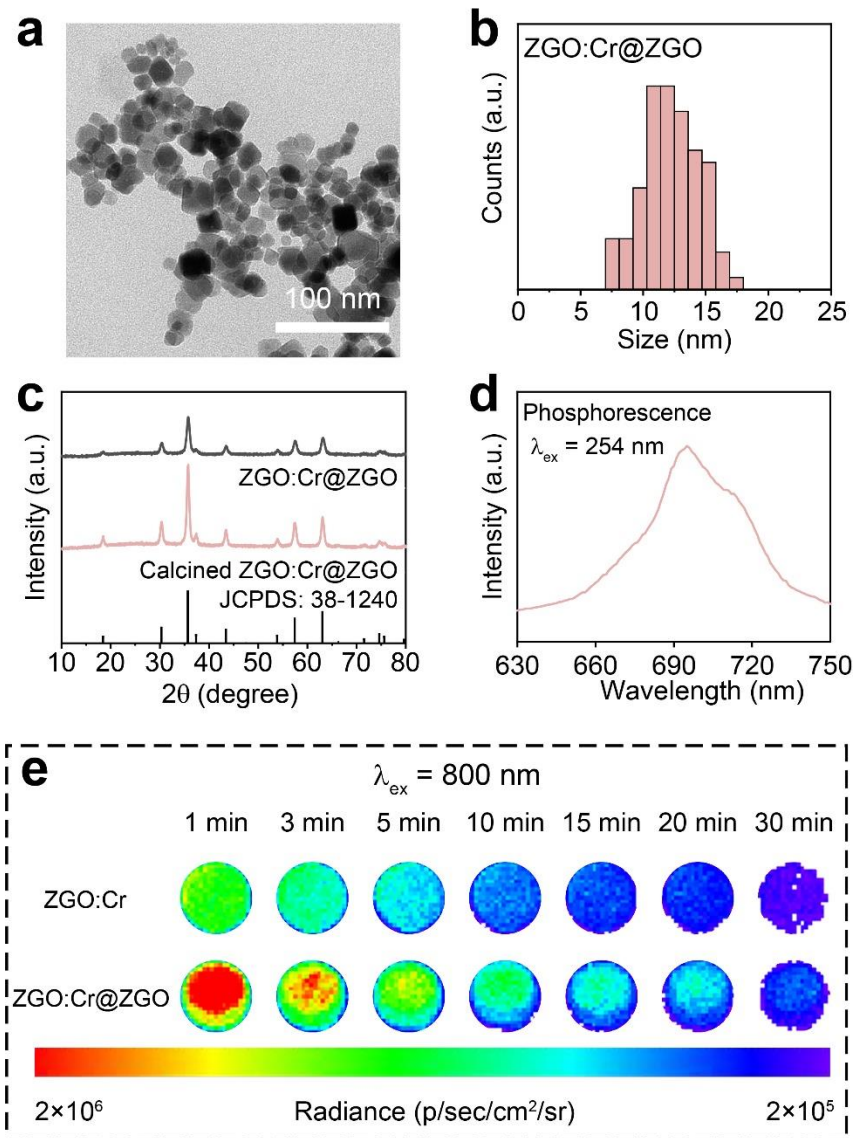 a
100 nm
b
ZGO:Cr@ZGO
Counts (a.u.)
0 5 10 15 20 25
Size (nm)
c
Intensity (a.u.)
ZGO:Cr@ZGO
Calcined ZGO:Cr@ZGO
JCPDS: 38-1240
10 20 30 40 50 60 70 80
2θ (degree)
d
Phosphorescence
λex = 254 nm
Intensity (a.u.)
630 660 690 720 750
Wavelength (nm)
e
λex = 800 nm
1 min 3 min 5 min 10 min 15 min 20 min 30 min
ZGO:Cr
ZGO:Cr@ZGO
2×10⁶ Radiance (p/sec/cm²/sr) 2×10⁵